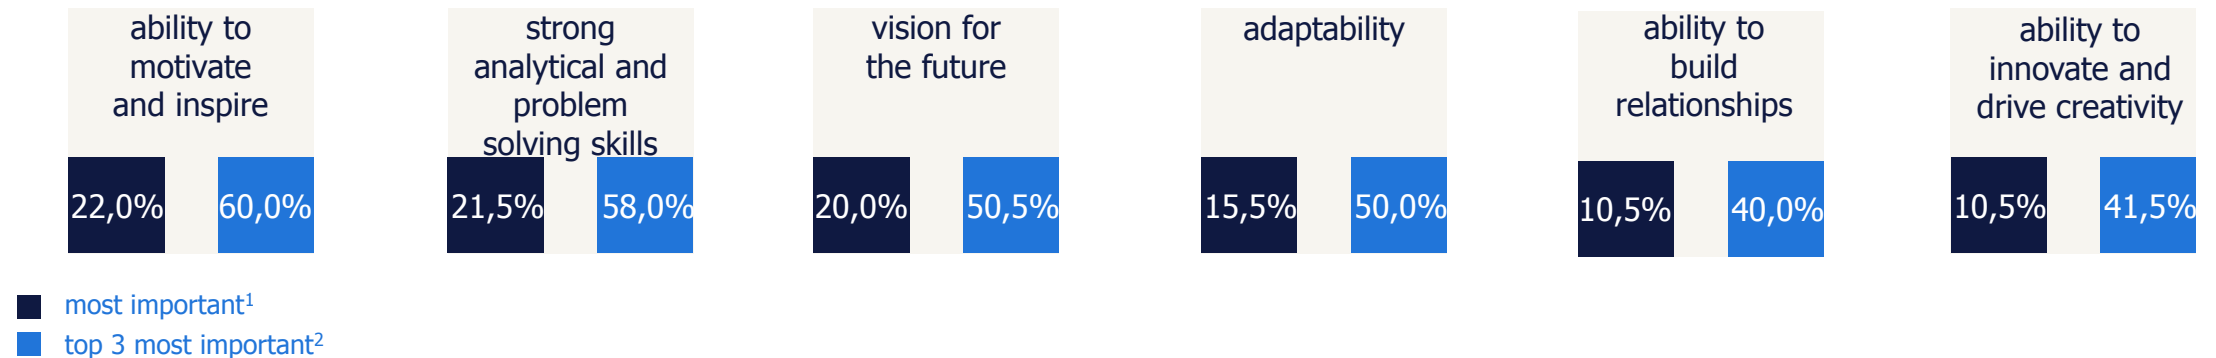 ability to
motivate
and inspire
22,0% 60,0%
strong
analytical and
problem
solving skills
21,5% 58,0%
vision for
the future
20,0% 50,5%
adaptability
15,5% 50,0%
ability to
build
relationships
10,5% 40,0%
ability to
innovate and
drive creativity
10,5% 41,5%
most important¹
top 3 most important²